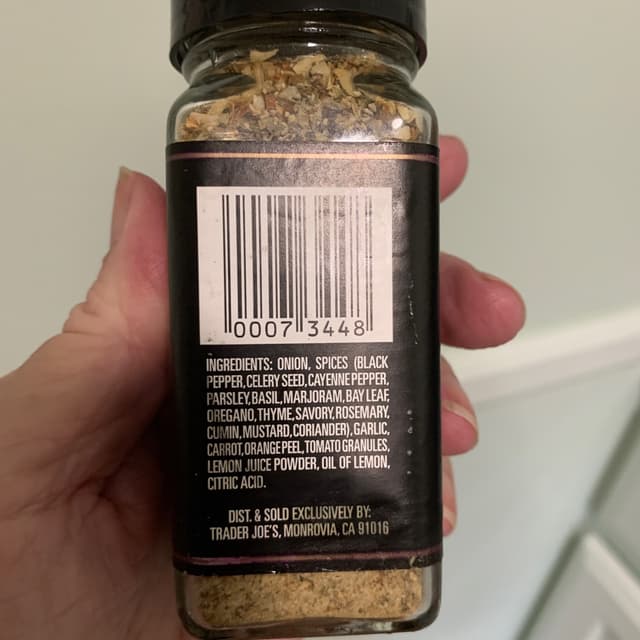 0007 3448
INGREDIENTS: ONION, SPICES (BLACK
PEPPER, CELERY SEED, CAYENNE PEPPER,
PARSLEY, BASIL, MARJORAM, BAY LEAF,
OREGANO, THYME, SAVORY, ROSEMARY,
CUMIN, MUSTARD, CORIANDER), GARLIC,
CARROT, ORANGE PEEL, TOMATO GRANULES,
LEMON JUICE POWDER, OIL OF LEMON,
CITRIC ACID.
DIST. & SOLD EXCLUSIVELY BY:
TRADER JOE'S, MONROVIA, CA 91016